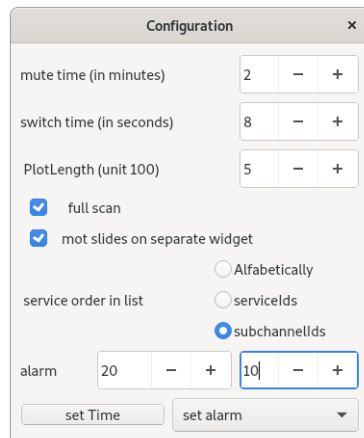 Configuration ×
mute time (in minutes) 2 − +
switch time (in seconds) 8 − +
PlotLength (unit 100) 5 − +
full scan
mot slides on separate widget
Alfabetically
service order in list serviceIds
subchannelIds
alarm 20 − + 10 − +
set Time set alarm